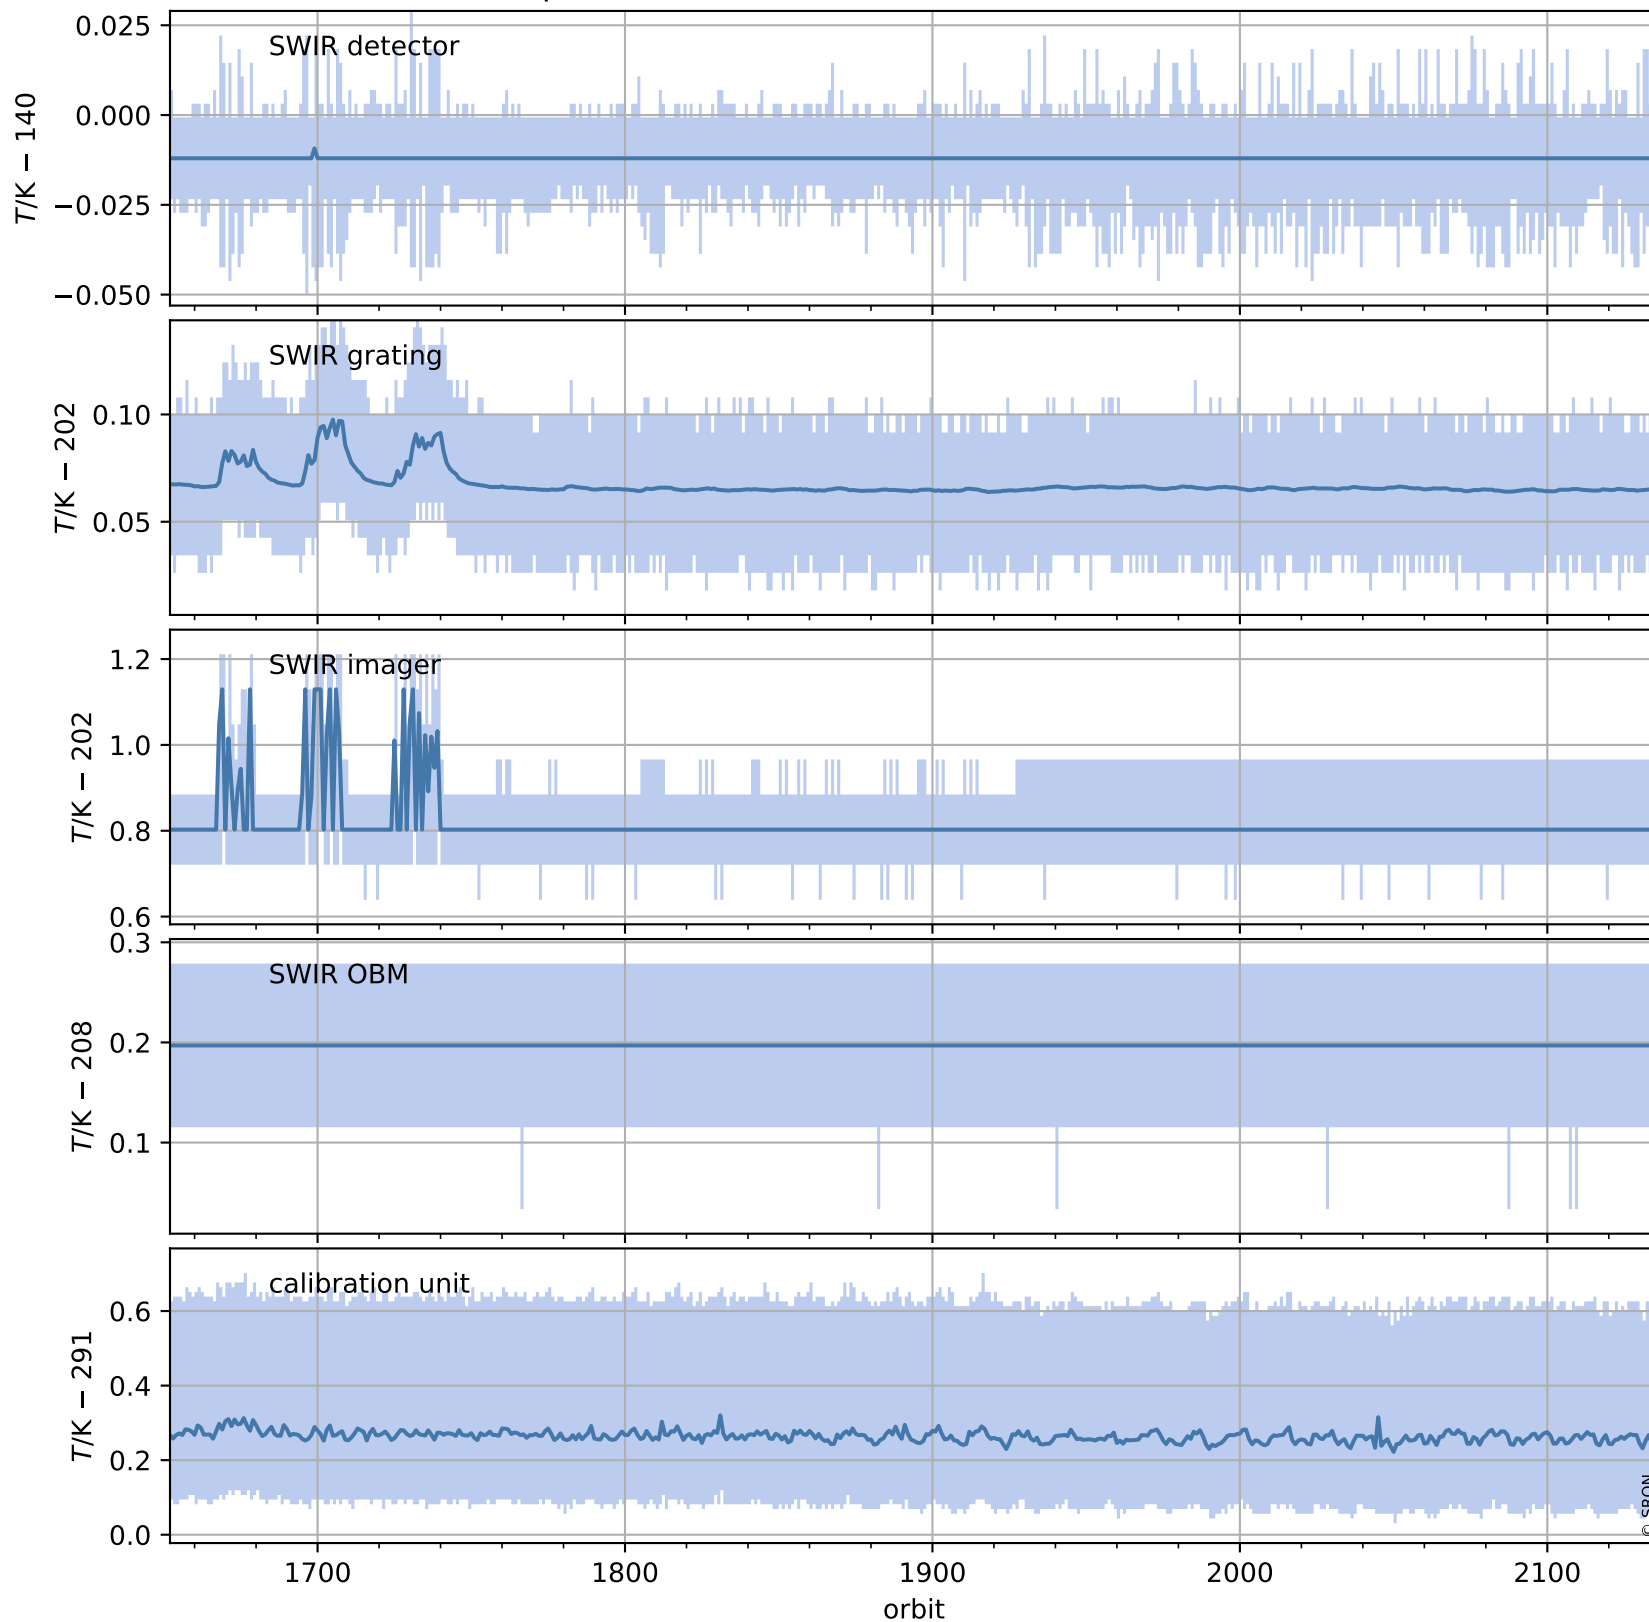 SWIR detector
0.025
0.000
−0.025
−0.050
T/K − 140
SWIR grating
0.10
0.05
T/K − 202
SWIR imager
1.2
1.0
0.8
0.6
T/K − 202
SWIR OBM
0.3
0.2
0.1
T/K − 208
calibration unit
0.6
0.4
0.2
0.0
T/K − 291
1700 1800 1900 2000 2100
orbit
© SRON